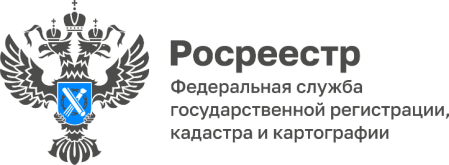 Росреестр
Федеральная служба
государственной регистрации,
кадастра и картографии